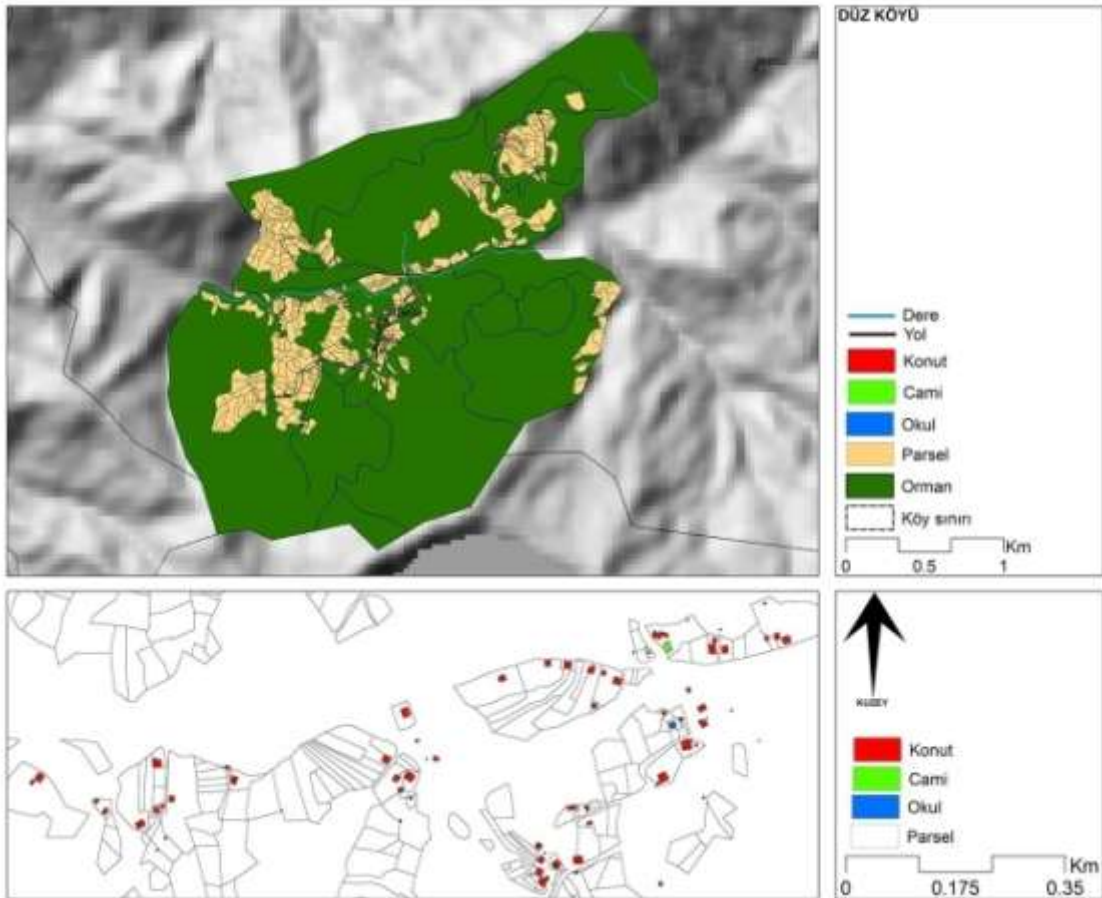 DÜZ KÖYÜ
Dere
Yol
Konut
Cami
Okul
Parsel
Orman
Köy sınırı
Km
0 0.5 1
KUZEY
Konut
Cami
Okul
Parsel
Km
0 0.175 0.35